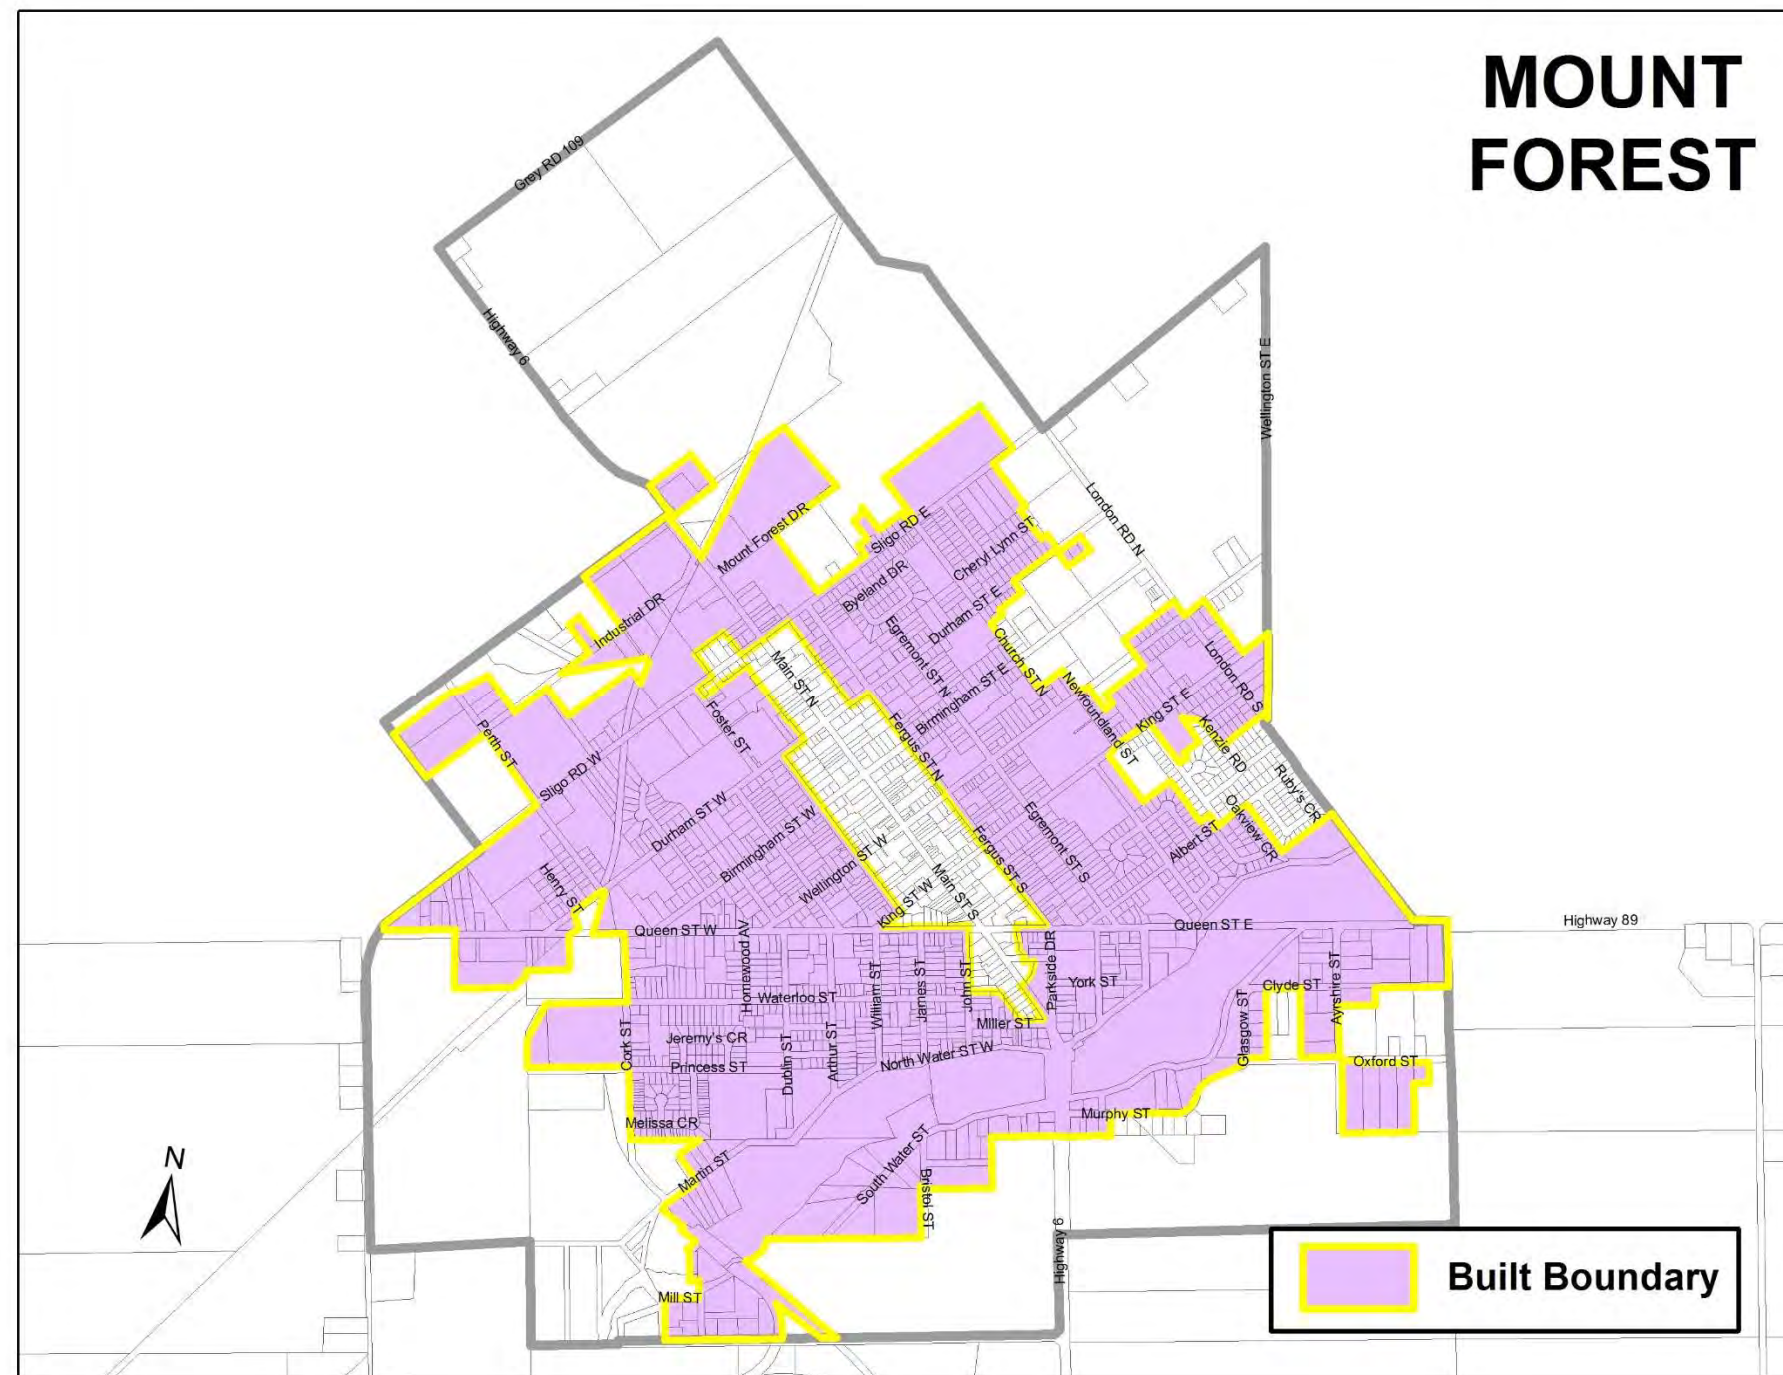 MOUNT
FOREST
Grey RD 109
Highway 6
Wellington ST E
London RD N
Mount Forest DR
Sligo RD E
Cheryl Lynn ST
Byeland DR
Durham ST E
Industrial DR
Egremont ST N
Church ST N
Main ST N
Newfoundland ST
London RD S
Birmingham ST E
King ST E
Kenzie RD
Foster ST
Fergus ST N
Perth ST
Sligo RD W
Ruby's CR
Durham ST W
Birmingham ST W
Egremont ST S
Albert ST
Oakview CR
Fergus ST S
Wellington ST W
Main ST S
King ST W
Henry ST
Queen ST W
Queen ST E
Highway 89
Homewood AV
Parkside DR
William ST
James ST
John ST
York ST
Clyde ST
Ayrshire ST
Waterloo ST
Miller ST
Glasgow ST
Cork ST
Jeremy's CR
Princess ST
Dublin ST
Arthur ST
North Water ST W
Oxford ST
Murphy ST
Melissa CR
Martin ST
South Water ST
Bristol ST
N
Highway 6
Mill ST
Built Boundary